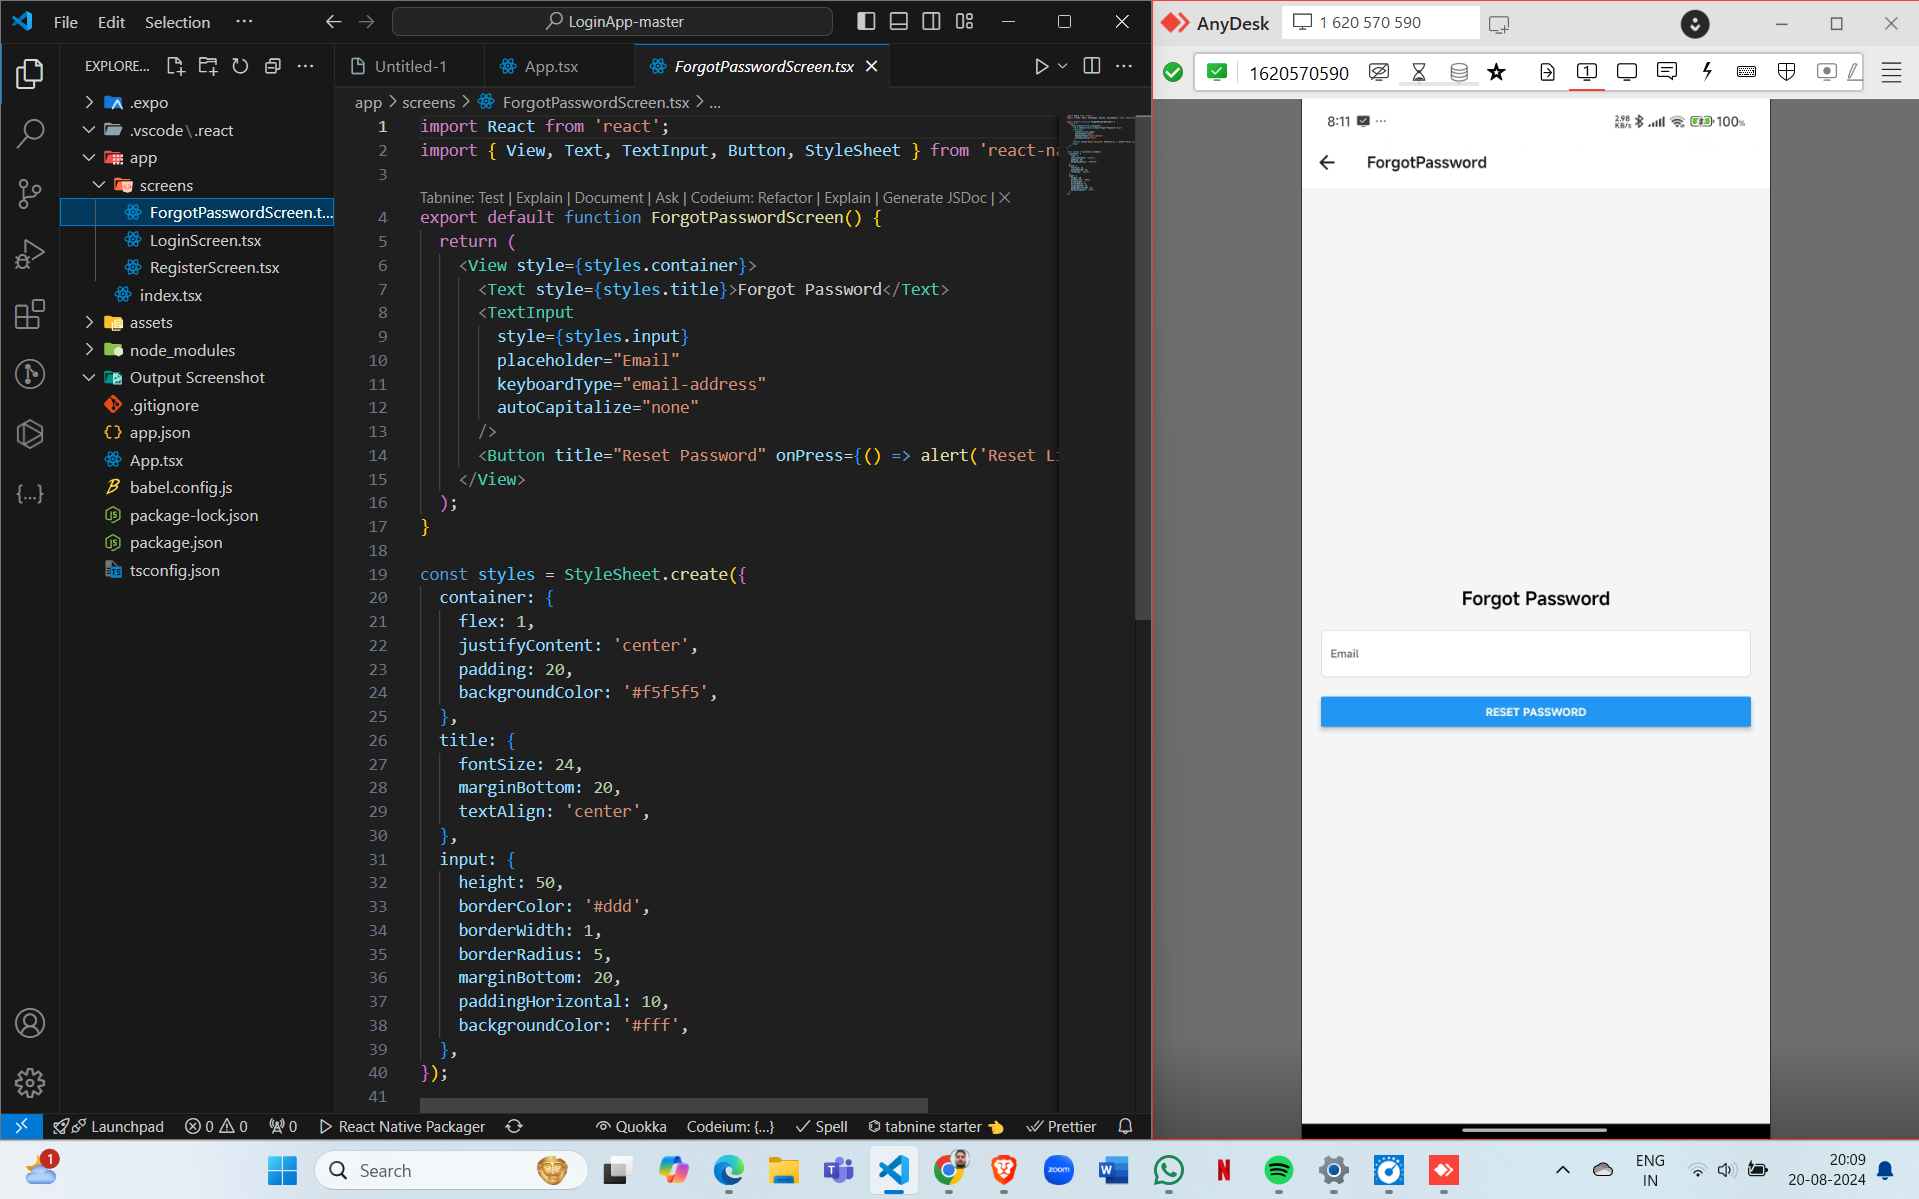 File Edit Selection ···
LoginApp-master
EXPLORE...
.expo
.vscode\.react
app
screens
ForgotPasswordScreen.t...
LoginScreen.tsx
RegisterScreen.tsx
index.tsx
assets
node_modules
Output Screenshot
.gitignore
app.json
App.tsx
babel.config.js
package-lock.json
package.json
tsconfig.json
Untitled-1
App.tsx
ForgotPasswordScreen.tsx
app > screens > ForgotPasswordScreen.tsx > ...
1 import React from 'react';
2 import { View, Text, TextInput, Button, StyleSheet } from 'react-na
3
Tabnine: Test | Explain | Document | Ask | Codeium: Refactor | Explain | Generate JSDoc | X
4 export default function ForgotPasswordScreen() {
5 return (
6 <View style={styles.container}>
7 <Text style={styles.title}>Forgot Password</Text>
8 <TextInput
9 style={styles.input}
10 placeholder="Email"
11 keyboardType="email-address"
12 autoCapitalize="none"
13 />
14 <Button title="Reset Password" onPress={() => alert('Reset Li
15 </View>
16 );
17 }
18
19 const styles = StyleSheet.create({
20 container: {
21 flex: 1,
22 justifyContent: 'center',
23 padding: 20,
24 backgroundColor: '#f5f5f5',
25 },
26 title: {
27 fontSize: 24,
28 marginBottom: 20,
29 textAlign: 'center',
30 },
31 input: {
32 height: 50,
33 borderColor: '#ddd',
34 borderWidth: 1,
35 borderRadius: 5,
36 marginBottom: 20,
37 paddingHorizontal: 10,
38 backgroundColor: '#fff',
39 },
40 });
41
Launchpad 0 0 0 React Native Packager Quokka Codeium: {...} Spell tabnine starter Prettier
AnyDesk
1 620 570 590
1620570590
1
8:11 ···
2.98 KB/s 100%
ForgotPassword
Forgot Password
Email
RESET PASSWORD
1
Search
zoom
W
N
ENG
IN
20:09
20-08-2024